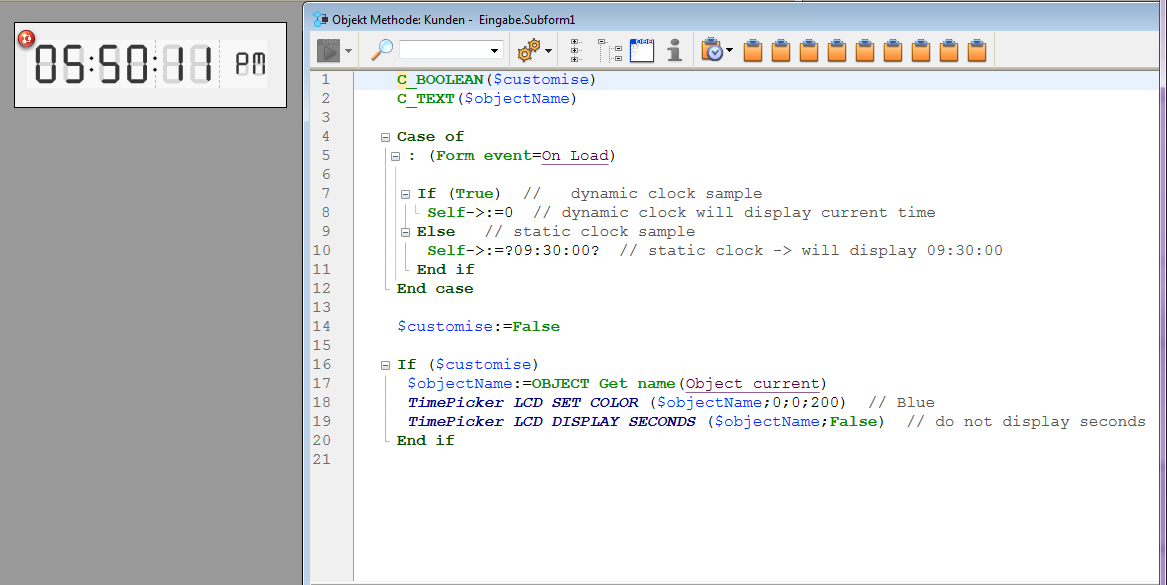 05:50:11 PM
Objekt Methode: Kunden - Eingabe.Subform1
1 C_BOOLEAN($customise)
2 C_TEXT($objectName)
3
4 Case of
5 : (Form event=On Load)
6
7 If (True) // dynamic clock sample
8 Self->:=0 // dynamic clock will display current time
9 Else // static clock sample
10 Self->:=?09:30:00? // static clock -> will display 09:30:00
11 End if
12 End case
13
14 $customise:=False
15
16 If ($customise)
17 $objectName:=OBJECT Get name(Object current)
18 TimePicker LCD SET COLOR ($objectName;0;0;200) // Blue
19 TimePicker LCD DISPLAY SECONDS ($objectName;False) // do not display seconds
20 End if
21